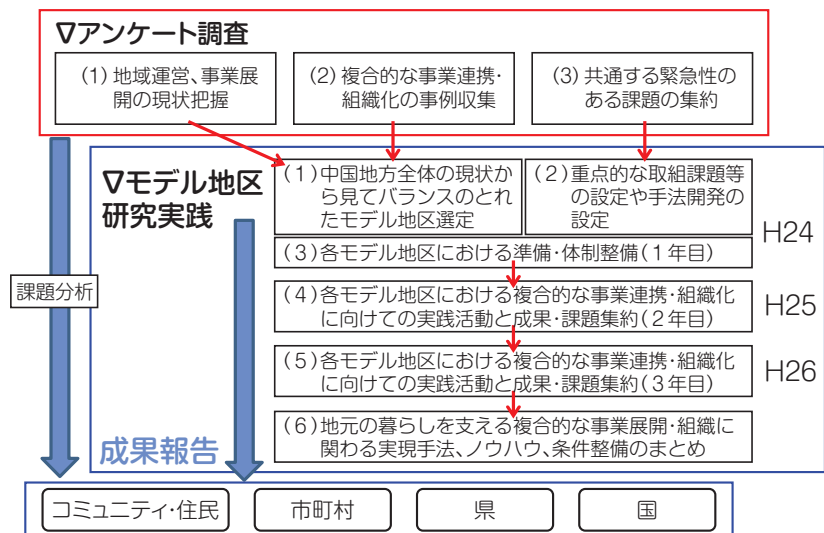 ∇アンケート調査
(1)地域運営、事業展
開の現状把握
(2)複合的な事業連携・
組織化の事例収集
(3)共通する緊急性の
ある課題の集約
∇モデル地区
研究実践
(1)中国地方全体の現状か
ら見てバランスのとれ
たモデル地区選定
(2)重点的な取組課題等
の設定や手法開発の
設定
(3)各モデル地区における準備・体制整備(1年目)
H24
課題分析
(4)各モデル地区における複合的な事業連携・組織化
に向けての実践活動と成果・課題集約(2年目)
H25
(5)各モデル地区における複合的な事業連携・組織化
に向けての実践活動と成果・課題集約(3年目)
H26
(6)地元の暮らしを支える複合的な事業展開・組織に
関わる実現手法、ノウハウ、条件整備のまとめ
成果報告
コミュニティ・住民
市町村
県
国